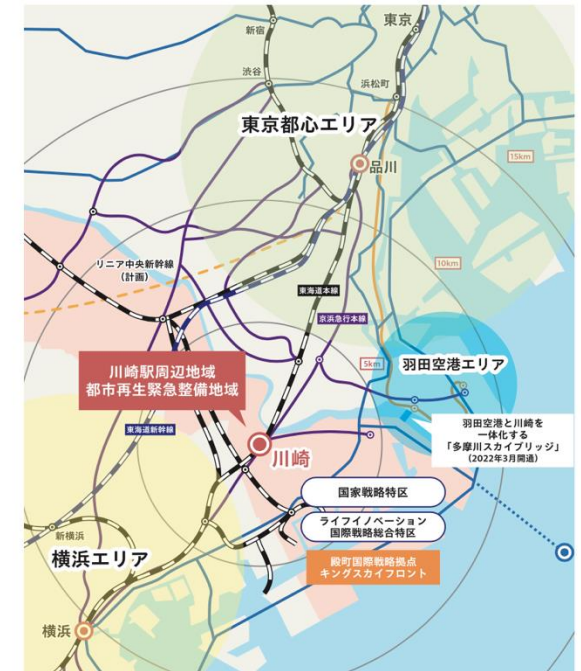 東京
新宿
渋谷
浜松町
東京都心エリア
品川
15km
10km
リニア中央新幹線
(計画)
東海道本線
京浜急行本線
5km
羽田空港エリア
川崎駅周辺地域
都市再生緊急整備地域
羽田空港と川崎を
一体化する
「多摩川スカイブリッジ」
(2022年3月開通)
東海道新幹線
川崎
国家戦略特区
ライフイノベーション
国際戦略総合特区
新横浜
横浜エリア
殿町国際戦略拠点
キングスカイフロント
横浜